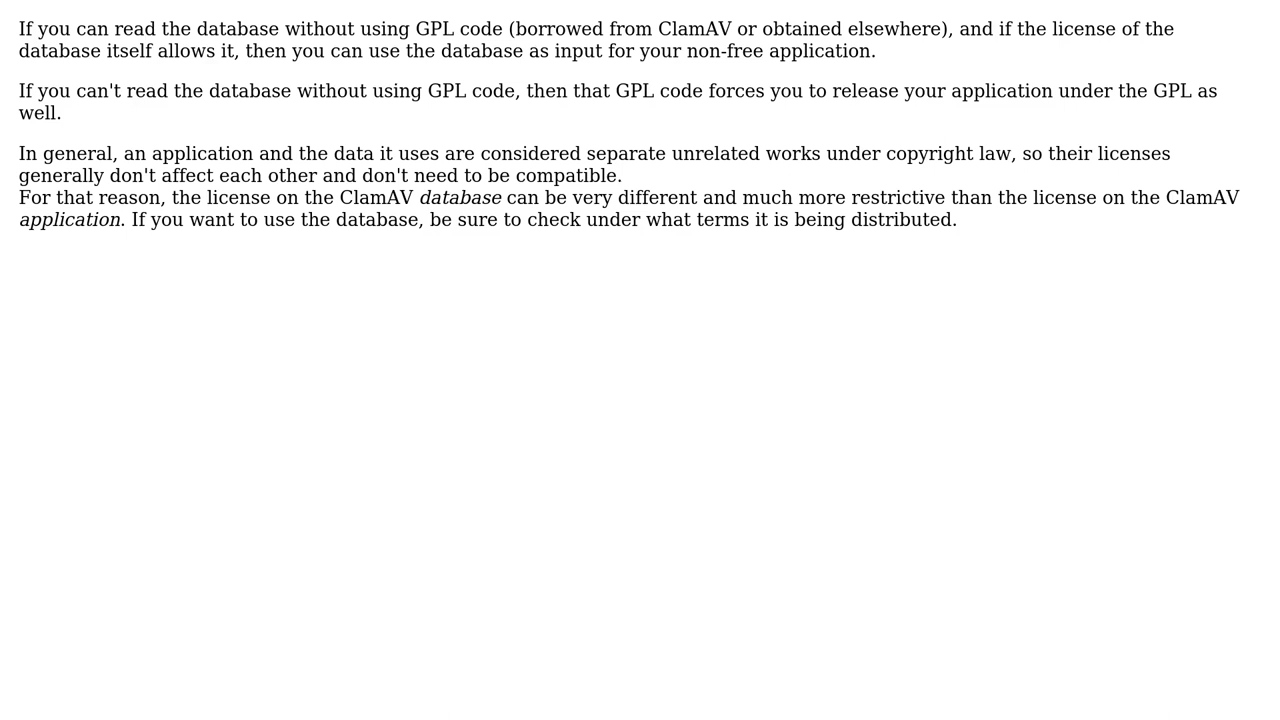 If you can read the database without using GPL code (borrowed from ClamAV or obtained elsewhere), and if the license of the
database itself allows it, then you can use the database as input for your non-free application.
If you can't read the database without using GPL code, then that GPL code forces you to release your application under the GPL as
well.
In general, an application and the data it uses are considered separate unrelated works under copyright law, so their licenses
generally don't affect each other and don't need to be compatible.
For that reason, the license on the ClamAV database can be very different and much more restrictive than the license on the ClamAV
application. If you want to use the database, be sure to check under what terms it is being distributed.